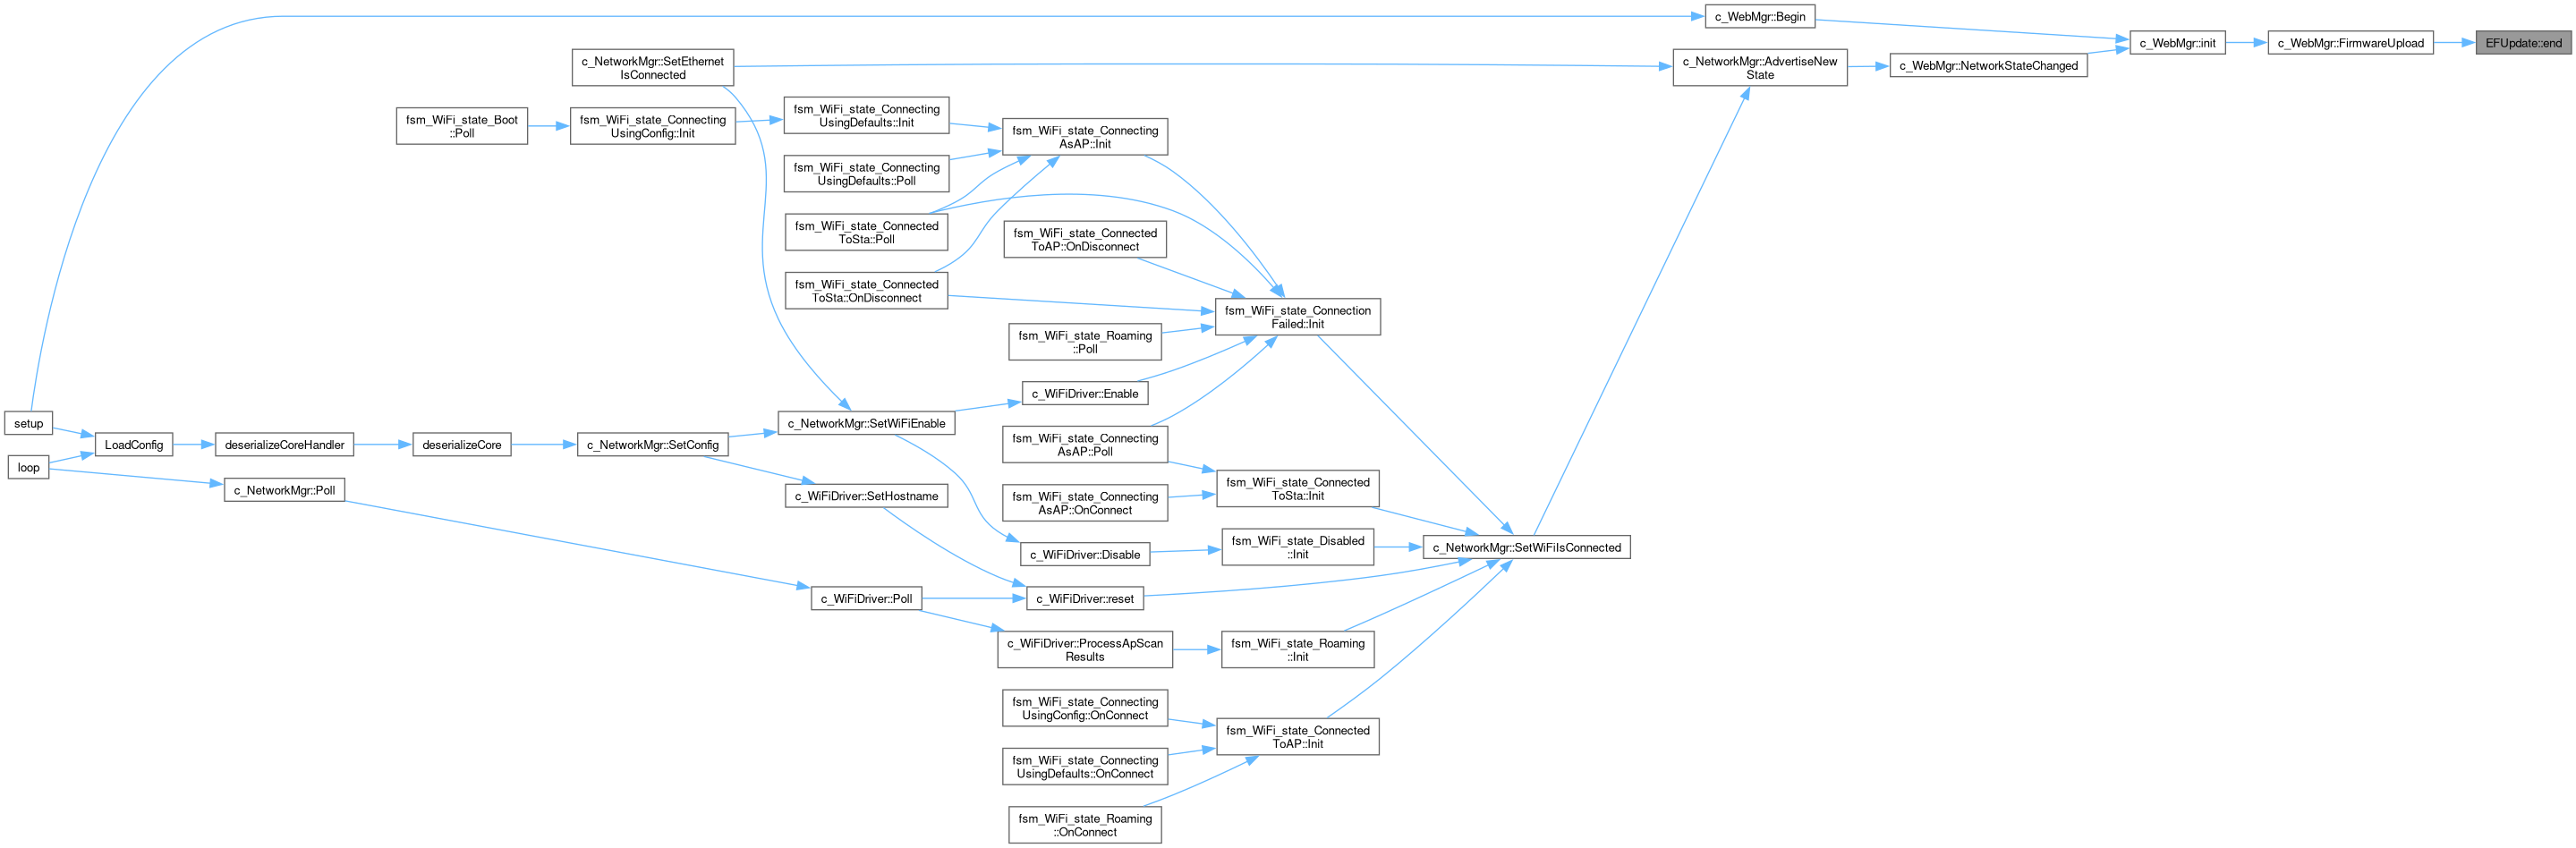 c_WebMgr::Begin
c_NetworkMgr::SetEthernet
IsConnected
c_NetworkMgr::AdvertiseNew
State
c_WebMgr::NetworkStateChanged
c_WebMgr::init
c_WebMgr::FirmwareUpload
EFUpdate::end
fsm_WiFi_state_Boot
::Poll
fsm_WiFi_state_Connecting
UsingConfig::Init
fsm_WiFi_state_Connecting
UsingDefaults::Init
fsm_WiFi_state_Connecting
AsAP::Init
fsm_WiFi_state_Connecting
UsingDefaults::Poll
fsm_WiFi_state_Connected
ToSta::Poll
fsm_WiFi_state_Connected
ToAP::OnDisconnect
fsm_WiFi_state_Connected
ToSta::OnDisconnect
fsm_WiFi_state_Connection
Failed::Init
fsm_WiFi_state_Roaming
::Poll
c_WiFiDriver::Enable
setup
loop
LoadConfig
deserializeCoreHandler
deserializeCore
c_NetworkMgr::SetConfig
c_NetworkMgr::SetWiFiEnable
fsm_WiFi_state_Connecting
AsAP::Poll
c_NetworkMgr::Poll
c_WiFiDriver::SetHostname
fsm_WiFi_state_Connecting
AsAP::OnConnect
fsm_WiFi_state_Connected
ToSta::Init
c_WiFiDriver::Disable
fsm_WiFi_state_Disabled
::Init
c_NetworkMgr::SetWiFiIsConnected
c_WiFiDriver::Poll
c_WiFiDriver::reset
c_WiFiDriver::ProcessApScan
Results
fsm_WiFi_state_Roaming
::Init
fsm_WiFi_state_Connecting
UsingConfig::OnConnect
fsm_WiFi_state_Connected
ToAP::Init
fsm_WiFi_state_Connecting
UsingDefaults::OnConnect
fsm_WiFi_state_Roaming
::OnConnect